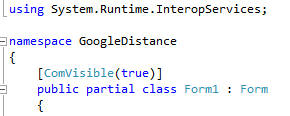 using System.Runtime.InteropServices;
namespace GoogleDistance
{
[ComVisible(true)]
public partial class Form1 : Form
{